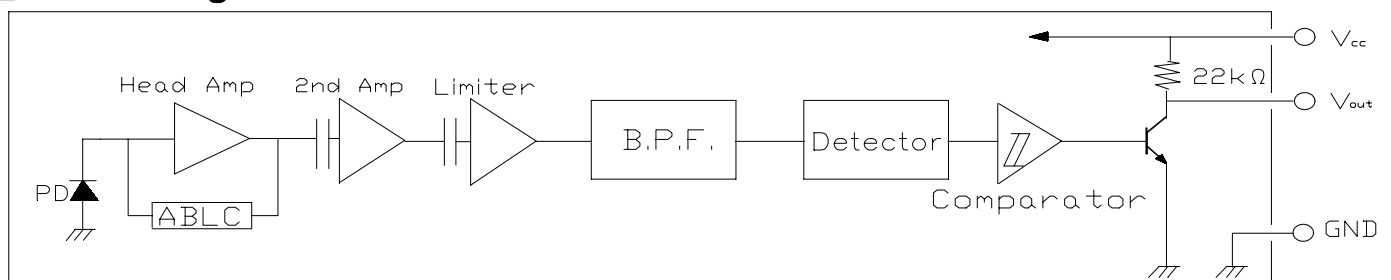 Head Amp
2nd Amp
Limiter
B.P.F.
Detector
Comparator
PD
ABLC
22kΩ
Vcc
Vout
GND